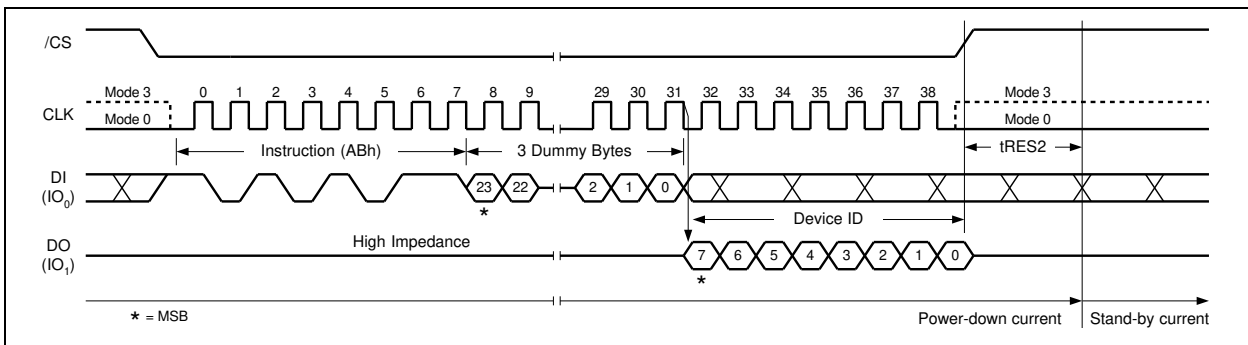 /CS
Mode 3 0 1 2 3 4 5 6 7 8 9 29 30 31 32 33 34 35 36 37 38 Mode 3
CLK
Mode 0 Mode 0
Instruction (ABh) 3 Dummy Bytes tRES2
DI
(IO0)
23 22 2 1 0
*
Device ID
High Impedance
DO
(IO1)
7 6 5 4 3 2 1 0
*
* = MSB
Power-down current Stand-by current